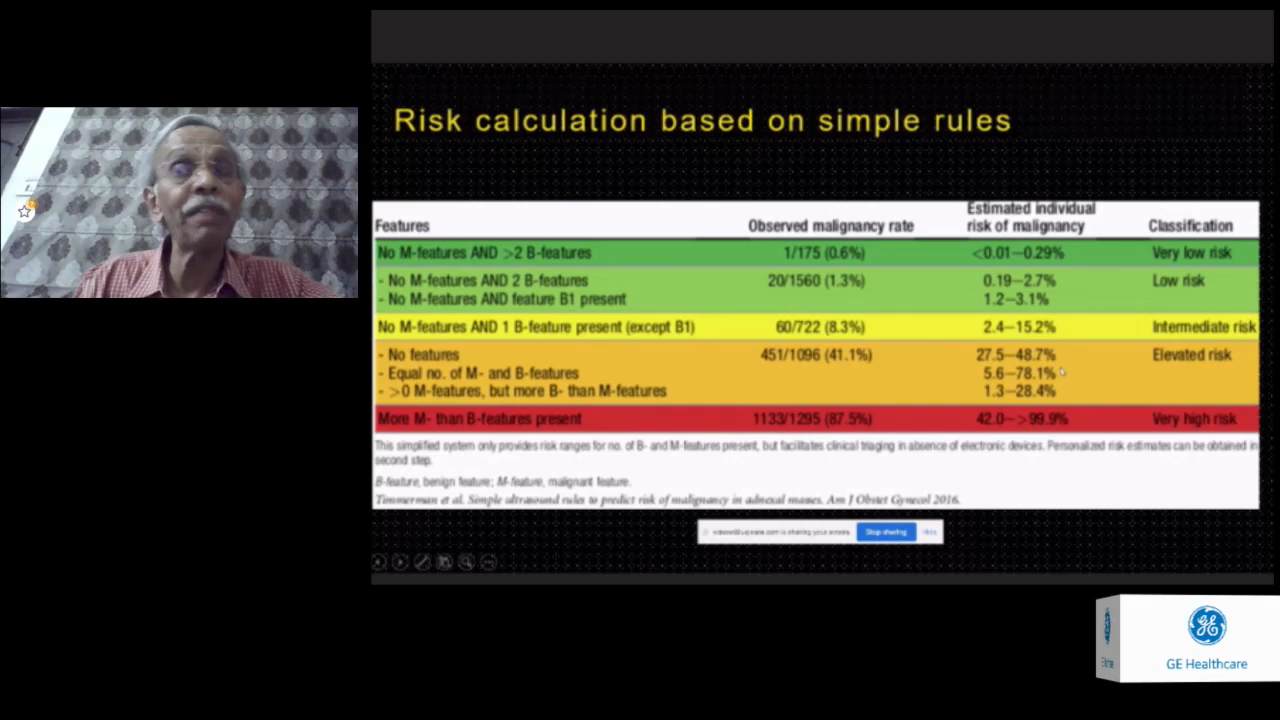 Risk calculation based on simple rules
Features Observed malignancy rate Estimated individual risk of malignancy Classification
No M-features AND >2 B-features 1/175 (0.6%) <0.01–0.29% Very low risk
- No M-features AND 2 B-features 20/1560 (1.3%) 0.19–2.7% Low risk
- No M-features AND feature B1 present 1.2–3.1%
No M-features AND 1 B-feature present (except B1) 60/722 (8.3%) 2.4–15.2% Intermediate risk
- No features 451/1096 (41.1%) 27.5–48.7% Elevated risk
- Equal no. of M- and B-features 5.6–78.1%
- >0 M-features, but more B- than M-features 1.3–28.4%
More M- than B-features present 1133/1295 (87.5%) 42.0–>99.9% Very high risk
This simplified system only provides risk ranges for no. of B- and M-features present, but facilitates clinical triaging in absence of electronic devices. Personalized risk estimates can be obtained in
second step.
B-feature, benign feature; M-feature, malignant feature.
Timmerman et al. Simple ultrasound rules to predict risk of malignancy in adnexal masses. Am J Obstet Gynecol 2016.
is sharing your screen. Stop sharing Hide
GE Healthcare